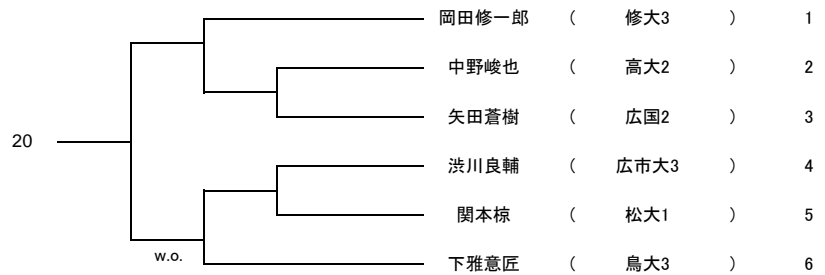 岡田修一郎 ( 修大3 ) 1
中野峻也 ( 高大2 ) 2
矢田蒼樹 ( 広国2 ) 3
20
渋川良輔 ( 広市大3 ) 4
関本椋 ( 松大1 ) 5
w.o.
下雅意匠 ( 鳥大3 ) 6